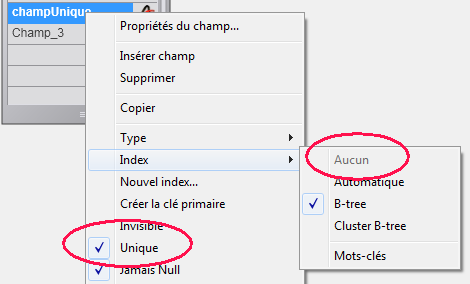 champUnique
Champ_3
Propriétés du champ...
Insérer champ
Supprimer
Copier
Type
Index
Nouvel index...
Créer la clé primaire
Invisible
Unique
Jamais Null
Aucun
Automatique
B-tree
Cluster B-tree
Mots-clés